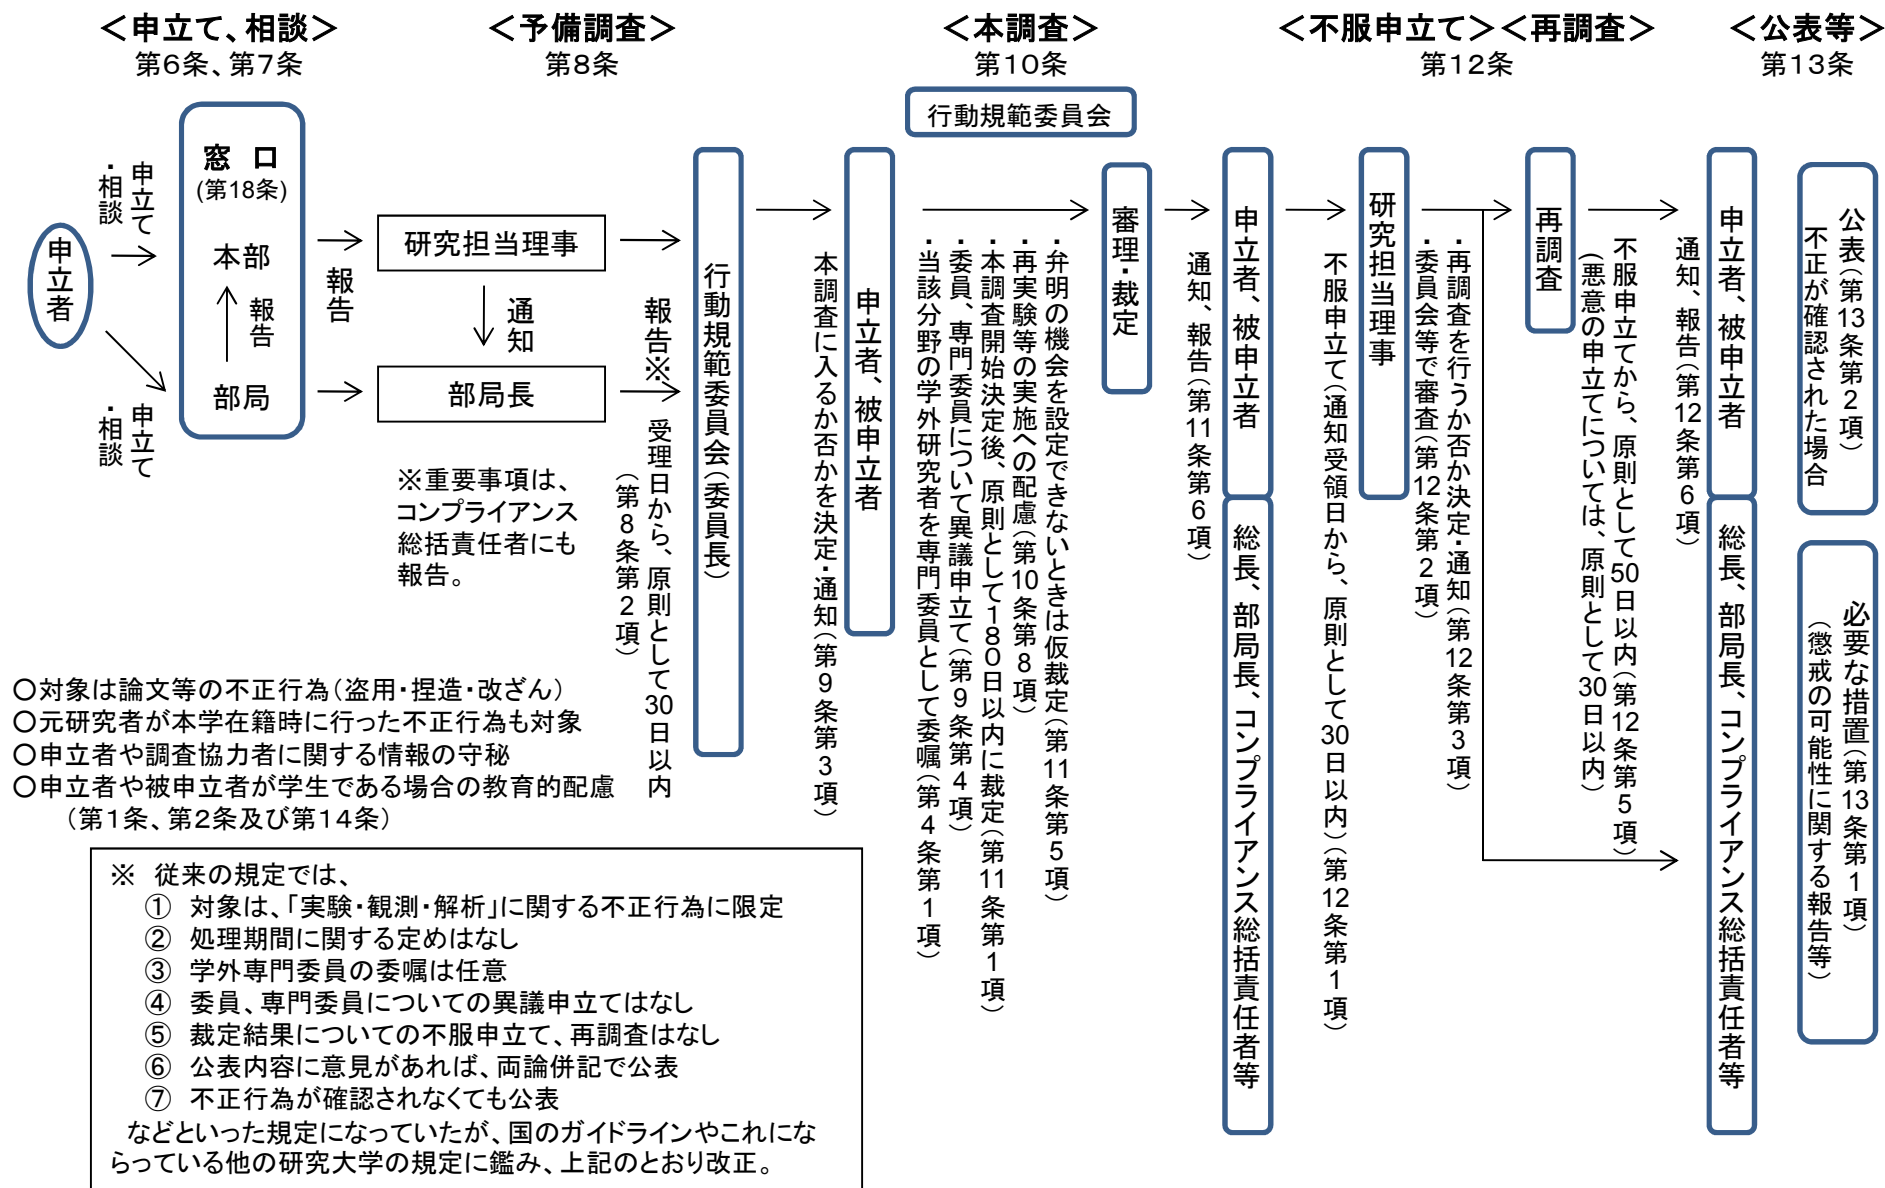 ＜申立て、相談＞
第6条、第7条
＜予備調査＞
第8条
＜本調査＞
第10条
＜不服申立て＞＜再調査＞
第12条
＜公表等＞
第13条
行動規範委員会
申立者
申立て
・相談
申立て
・相談
窓　口
(第18条)
本部
報告
部局
報告
研究担当理事
通知
部局長
※重要事項は、
コンプライアンス
総括責任者にも
報告。
報告※
受理日から、原則として30日以内
（第8条第2項）
行動規範委員会（委員長）
本調査に入るか否かを決定・通知（第9条第3項）
申立者、被申立者
・弁明の機会を設定できないときは仮裁定（第11条第5項）
・再実験等の実施への配慮（第10条第8項）
・本調査開始決定後、原則として180日以内に裁定（第11条第1項）
・委員、専門委員について異議申立て（第9条第4項）
・当該分野の学外研究者を専門委員として委嘱（第4条第1項）
審理・裁定
通知、報告（第11条第6項）
申立者、被申立者
総長、部局長、コンプライアンス総括責任者等
不服申立て（通知受領日から、原則として30日以内）（第12条第1項）
研究担当理事
・再調査を行うか否か決定・通知（第12条第3項）
・委員会等で審査（第12条第2項）
再調査
不服申立てから、原則として50日以内（第12条第5項）
（悪意の申立てについては、原則として30日以内）
通知、報告（第12条第6項）
申立者、被申立者
総長、部局長、コンプライアンス総括責任者等
公表（第13条第2項）
不正が確認された場合
必要な措置（第13条第1項）
（懲戒の可能性に関する報告等）
○対象は論文等の不正行為（盗用・捏造・改ざん）
○元研究者が本学在籍時に行った不正行為も対象
○申立者や調査協力者に関する情報の守秘
○申立者や被申立者が学生である場合の教育的配慮
（第1条、第2条及び第14条）
※　従来の規定では、
①　対象は、「実験・観測・解析」に関する不正行為に限定
②　処理期間に関する定めはなし
③　学外専門委員の委嘱は任意
④　委員、専門委員についての異議申立てはなし
⑤　裁定結果についての不服申立て、再調査はなし
⑥　公表内容に意見があれば、両論併記で公表
⑦　不正行為が確認されなくても公表
などといった規定になっていたが、国のガイドラインやこれにな
らっている他の研究大学の規定に鑑み、上記のとおり改正。